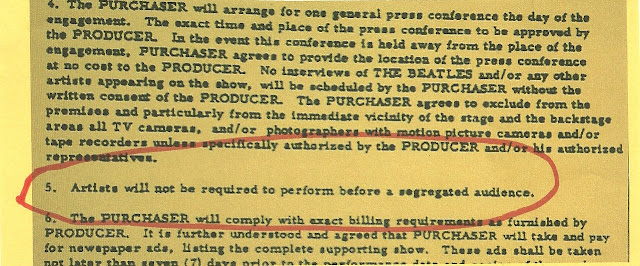 4. The PURCHASER will arrange for one general press conference the day of the
engagement. The exact time and place of the press conference to be approved by
the PRODUCER. In the event this conference is held away from the place of the
engagement, PURCHASER agrees to provide the location of the press conference
at no cost to the PRODUCER. No interviews of THE BEATLES and/or any other
artists appearing on the show, will be scheduled by the PURCHASER without the
written consent of the PRODUCER. The PURCHASER agrees to exclude from the
premises and particularly from the immediate vicinity of the stage and the backstage
areas all TV cameras, and/or photographers with motion picture cameras and/or
tape recorders unless specifically authorized by the PRODUCER and/or his authorized
representatives.
5. Artists will not be required to perform before a segregated audience.
6. The PURCHASER will comply with exact billing requirements as furnished by
PRODUCER. It is further understood and agreed that PURCHASER will take and pay
for newspaper ads, listing the complete supporting show. These ads shall be taken
not later than seven (7) days prior to the performance date